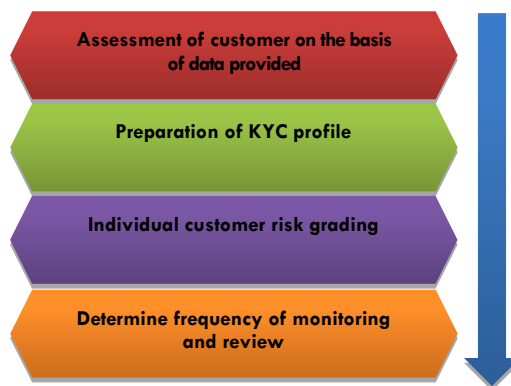 Assessment of customer on the basis
of data provided
Preparation of KYC profile
Individual customer risk grading
Determine frequency of monitoring
and review